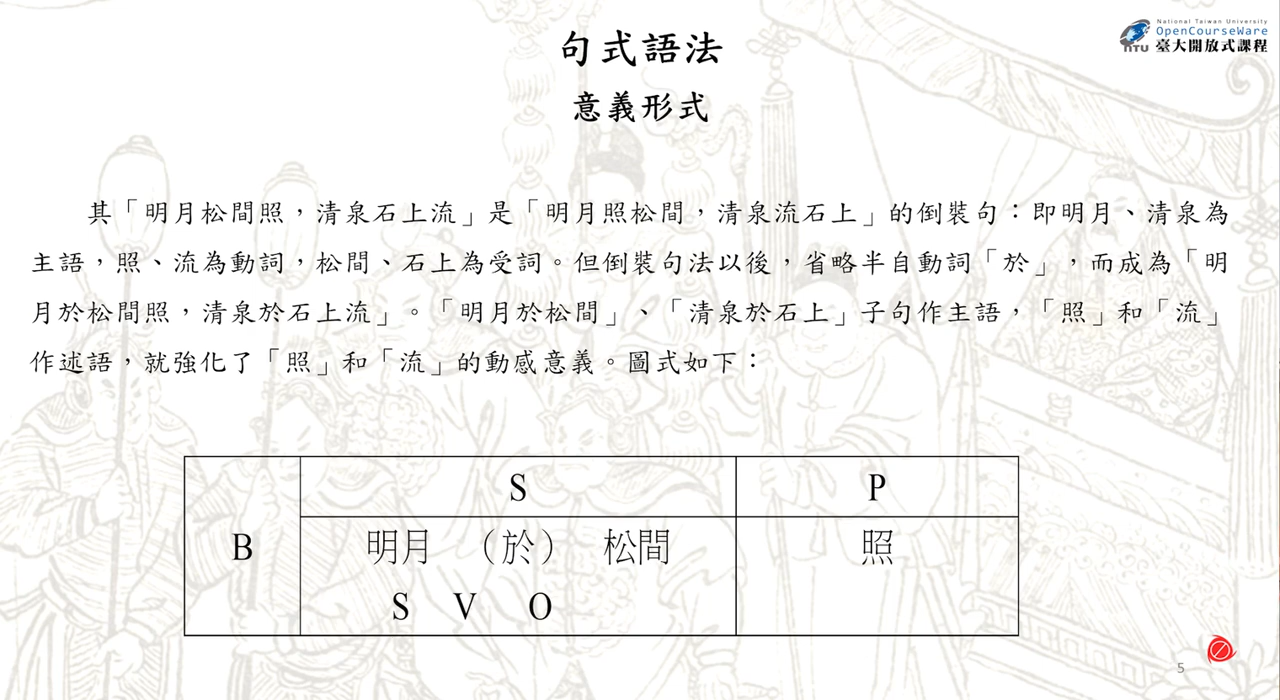 National Taiwan University
OpenCourseWare
NTU 臺大開放式課程
句式語法
意義形式
其「明月松間照，清泉石上流」是「明月照松間，清泉流石上」的倒裝句：即明月、清泉為
主語，照、流為動詞，松間、石上為受詞。但倒裝句法以後，省略半自動詞「於」，而成為「明
月於松間照，清泉於石上流」。「明月於松間」、「清泉於石上」子句作主語，「照」和「流」
作述語，就強化了「照」和「流」的動感意義。圖式如下：
S P
B 明月 （於） 松間 照
S V O
5